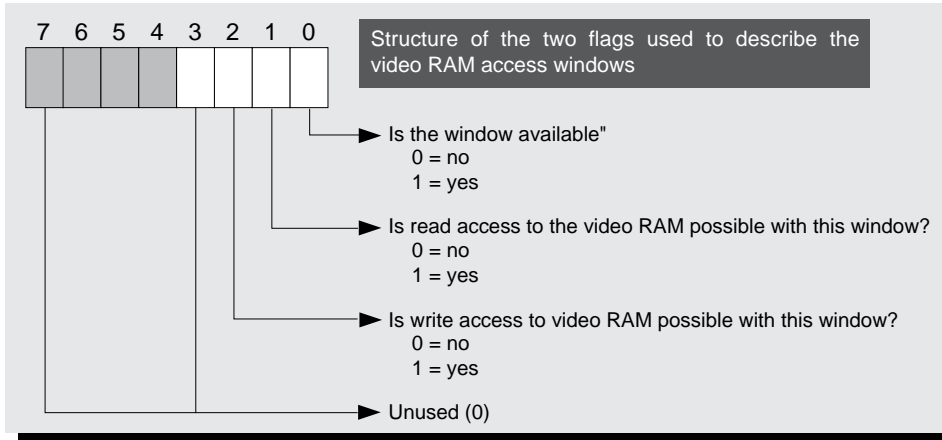 7 6 5 4 3 2 1 0
Structure of the two flags used to describe the
video RAM access windows
Is the window available"
0 = no
1 = yes
Is read access to the video RAM possible with this window?
0 = no
1 = yes
Is write access to video RAM possible with this window?
0 = no
1 = yes
Unused (0)